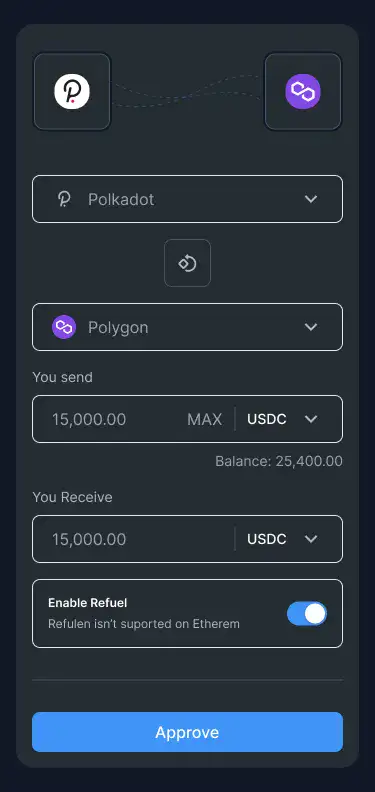 Polkadot
Polygon
You send
15,000.00 MAX USDC
Balance: 25,400.00
You Receive
15,000.00 USDC
Enable Refuel
Refulen isn't suported on Etherem
Approve